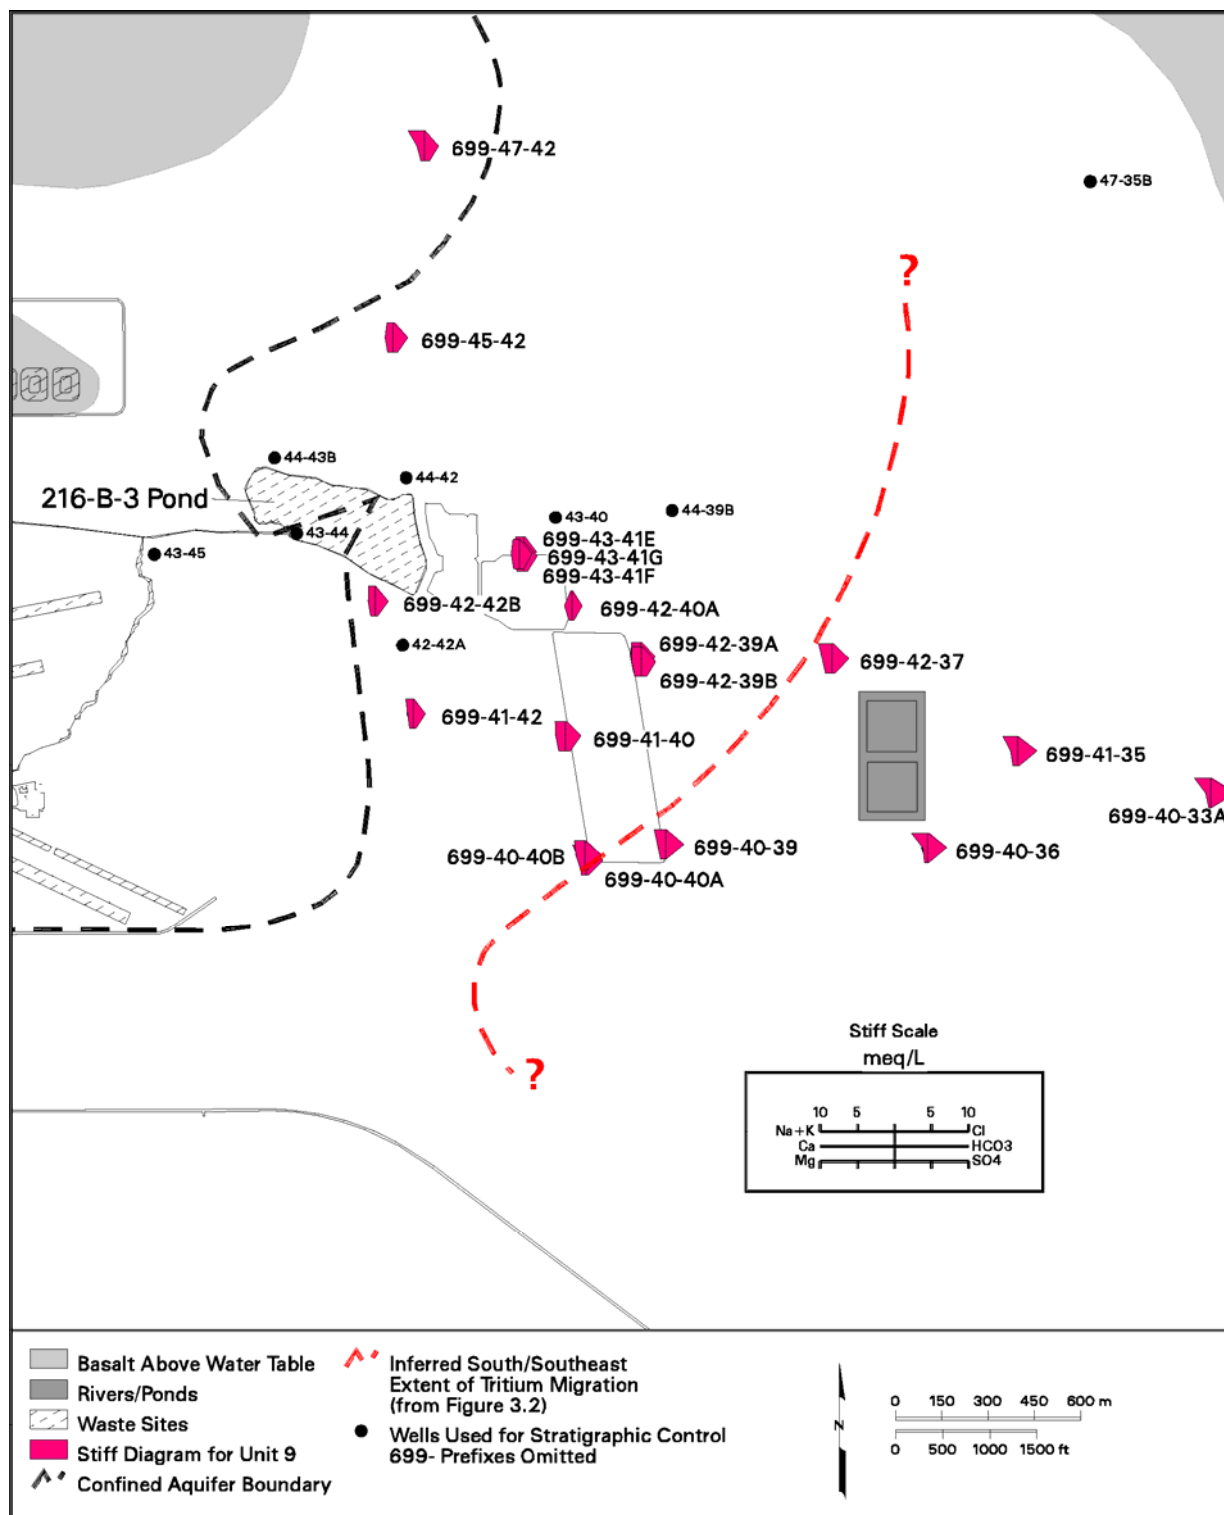 699-47-42
47-35B
?
699-45-42
44-43B
44-42
216-B-3 Pond
44-39B
43-40
43-44
699-43-41E
43-45
699-43-41G
699-43-41F
699-42-42B
699-42-40A
42-42A
699-42-39A
699-42-37
699-42-39B
699-41-42
699-41-40
699-41-35
699-40-33A
699-40-39
699-40-36
699-40-40B
699-40-40A
?
Stiff Scale
meq/L
10 5 5 10
Na+K Cl
Ca HCO3
Mg SO4
Basalt Above Water Table
Rivers/Ponds
Waste Sites
Stiff Diagram for Unit 9
Confined Aquifer Boundary
Inferred South/Southeast
Extent of Tritium Migration
(from Figure 3.2)
Wells Used for Stratigraphic Control
699- Prefixes Omitted
N
0 150 300 450 600 m
0 500 1000 1500 ft